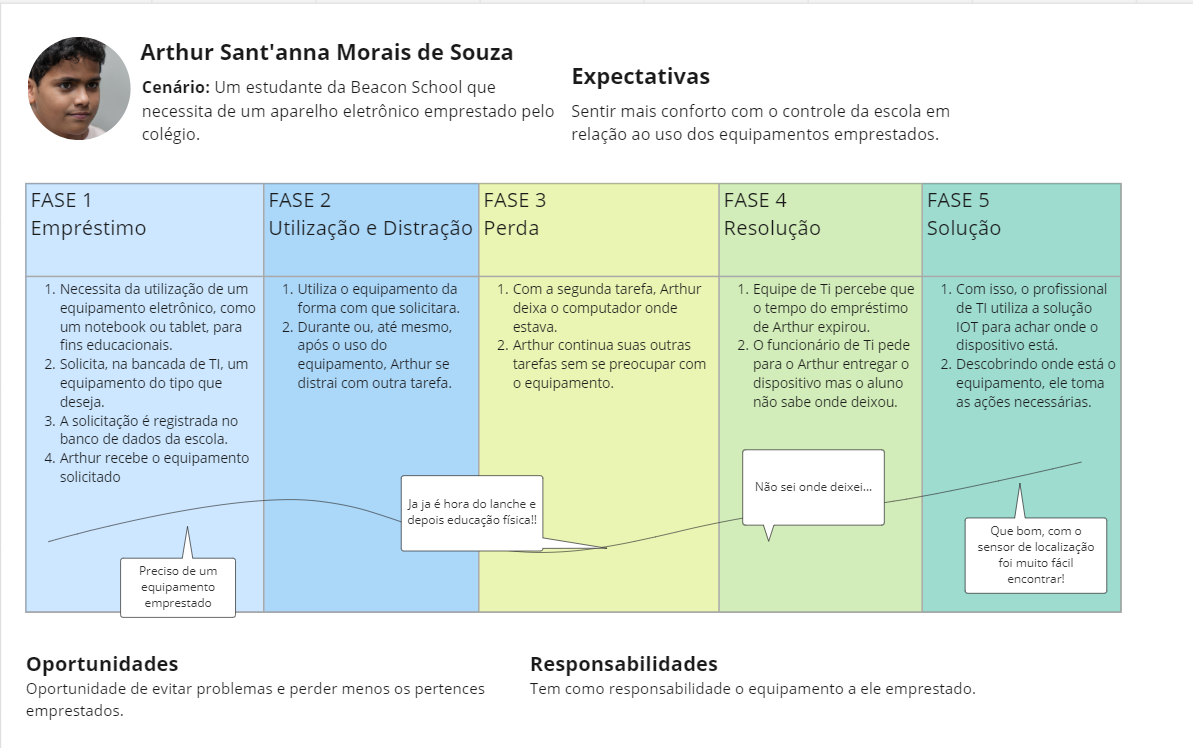 Arthur Sant'anna Morais de Souza
Cenário: Um estudante da Beacon School que
necessita de um aparelho eletrônico emprestado pelo
colégio.
Expectativas
Sentir mais conforto com o controle da escola em
relação ao uso dos equipamentos emprestados.
FASE 1
Empréstimo
1. Necessita da utilização de um
equipamento eletrônico, como
um notebook ou tablet, para
fins educacionais.
2. Solicita, na bancada de TI, um
equipamento do tipo que
deseja.
3. A solicitação é registrada no
banco de dados da escola.
4. Arthur recebe o equipamento
solicitado
Preciso de um
equipamento
emprestado
FASE 2
Utilização e Distração
1. Utiliza o equipamento da
forma com que solicitara.
2. Durante ou, até mesmo,
após o uso do
equipamento, Arthur se
distrai com outra tarefa.
Ja ja é hora do lanche e
depois educação física!!
FASE 3
Perda
1. Com a segunda tarefa, Arthur
deixa o computador onde
estava.
2. Arthur continua suas outras
tarefas sem se preocupar com
o equipamento.
FASE 4
Resolução
1. Equipe de Ti percebe que
o tempo do empréstimo
de Arthur expirou.
2. O funcionário de Ti pede
para o Arthur entregar o
dispositivo mas o aluno
não sabe onde deixou.
Não sei onde deixei...
FASE 5
Solução
1. Com isso, o profissional
de TI utiliza a solução
IOT para achar onde o
dispositivo está.
2. Descobrindo onde está o
equipamento, ele toma
as ações necessárias.
Que bom, com o
sensor de localização
foi muito fácil
encontrar!
Oportunidades
Oportunidade de evitar problemas e perder menos os pertences
emprestados.
Responsabilidades
Tem como responsabilidade o equipamento a ele emprestado.